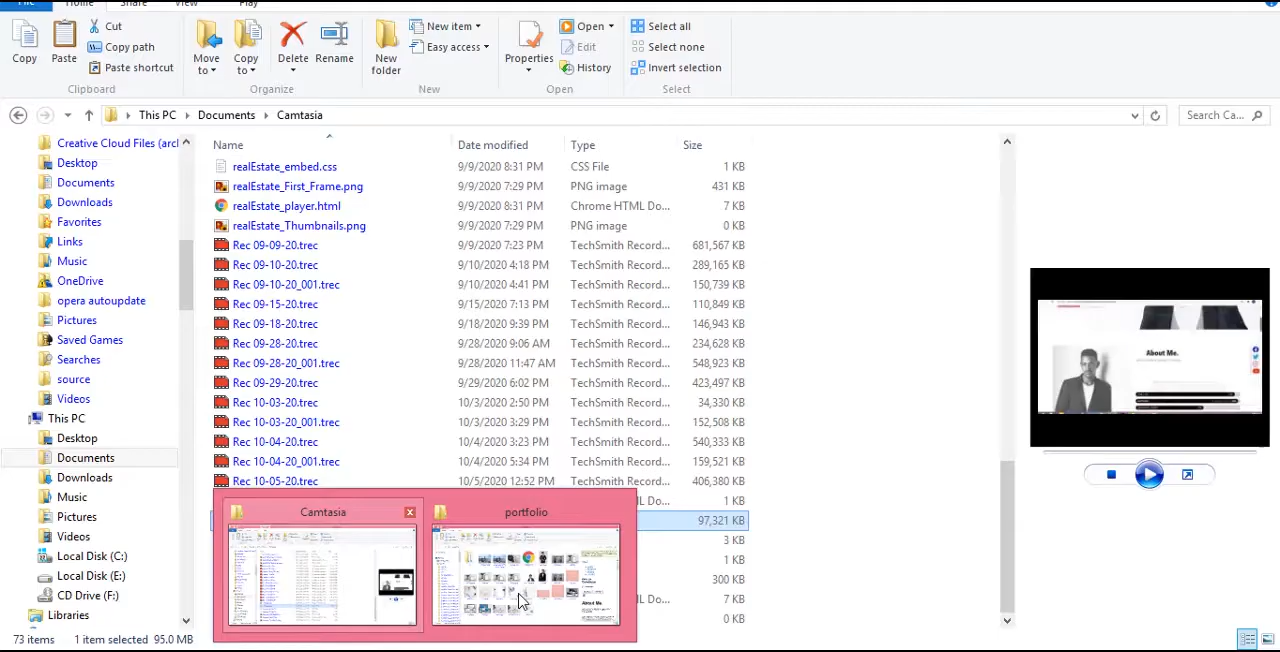 File Home Share View Play
Copy
Paste
Cut
Copy path
Paste shortcut
Clipboard
Move to
Copy to
Delete
Rename
Organize
New folder
New item
Easy access
New
Properties
Open
Edit
History
Open
Select all
Select none
Invert selection
Select
This PC Documents Camtasia
Search Ca...
Creative Cloud Files (arcl
Desktop
Documents
Downloads
Favorites
Links
Music
OneDrive
opera autoupdate
Pictures
Saved Games
Searches
source
Videos
This PC
Desktop
Documents
Downloads
Music
Pictures
Videos
Local Disk (C:)
Local Disk (E:)
CD Drive (F:)
Libraries
Name Date modified Type Size
realEstate_embed.css 9/9/2020 8:31 PM CSS File 1 KB
realEstate_First_Frame.png 9/9/2020 7:29 PM PNG image 431 KB
realEstate_player.html 9/9/2020 8:31 PM Chrome HTML Do... 7 KB
realEstate_Thumbnails.png 9/9/2020 7:29 PM PNG image 0 KB
Rec 09-09-20.trec 9/9/2020 7:23 PM TechSmith Record... 681,567 KB
Rec 09-10-20.trec 9/10/2020 4:18 PM TechSmith Record... 289,165 KB
Rec 09-10-20_001.trec 9/10/2020 4:41 PM TechSmith Record... 150,739 KB
Rec 09-15-20.trec 9/15/2020 7:13 PM TechSmith Record... 110,849 KB
Rec 09-18-20.trec 9/18/2020 9:39 PM TechSmith Record... 146,943 KB
Rec 09-28-20.trec 9/28/2020 9:06 AM TechSmith Record... 234,628 KB
Rec 09-28-20_001.trec 9/28/2020 11:47 AM TechSmith Record... 548,923 KB
Rec 09-29-20.trec 9/29/2020 6:02 PM TechSmith Record... 423,497 KB
Rec 10-03-20.trec 10/3/2020 2:50 PM TechSmith Record... 34,330 KB
Rec 10-03-20_001.trec 10/3/2020 3:29 PM TechSmith Record... 152,508 KB
Rec 10-04-20.trec 10/4/2020 3:23 PM TechSmith Record... 540,333 KB
Rec 10-04-20_001.trec 10/4/2020 5:34 PM TechSmith Record... 159,521 KB
Rec 10-05-20.trec 10/5/2020 12:52 PM TechSmith Record... 406,380 KB
ML Do... 1 KB
97,321 KB
3 KB
1 KB
300 KB
ML Do... 7 KB
0 KB
Camtasia
portfolio
About Me.
About Me.
73 items 1 item selected 95.0 MB